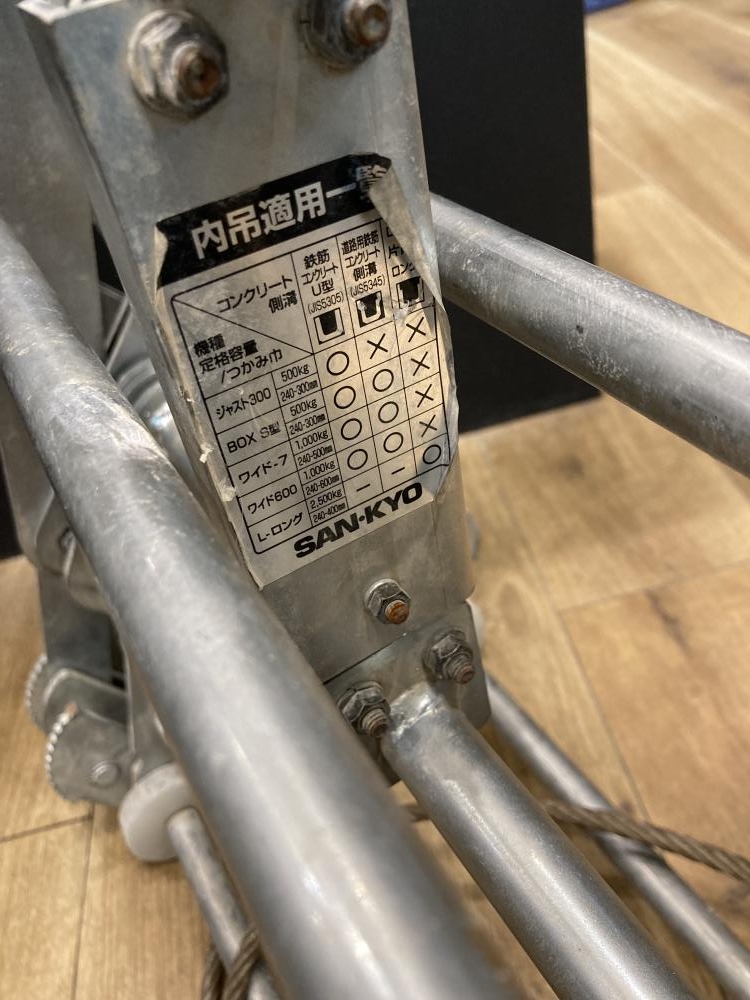 内吊適用一覧
コンクリート
側溝
機種
定格容量
/つかみ巾
鉄筋
コンクリート
U型
(JIS5305)
道路用鉄筋
コンクリート
側溝
(JIS5345)
片
ロン
ジャスト300 500kg 240-300mm ○ × ×
BOX S型 500kg 240-300mm ○ ○ ×
ワイド-7 1,000kg 240-500mm ○ ○ ×
ワイド600 1,000kg 240-600mm ○ ○ ×
L-ロング 2,500kg 240-400mm － － ○
SAN・KYO